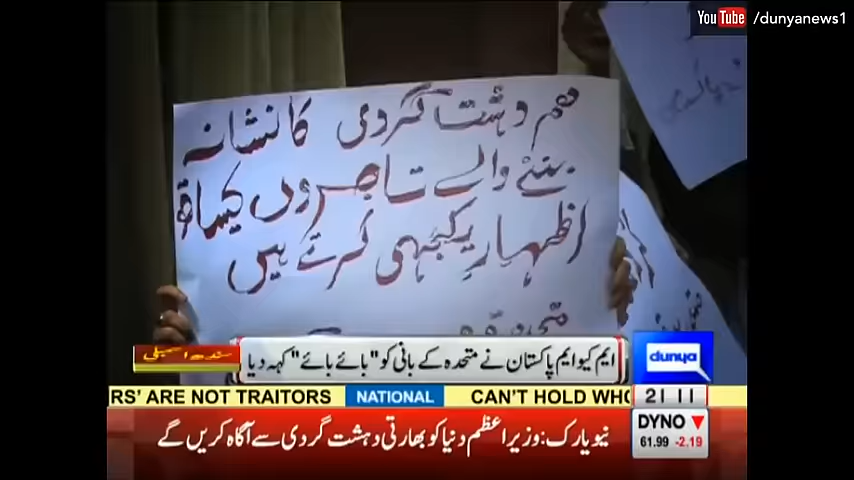 YouTube /dunyanews1
ھم دہشت گردی کا نشانہ
بننے والے تاجروں کیساتھ
اظہارِ یکجہتی کرتے ہیں
سندھ اسمبلی
ایم کیو ایم پاکستان نے متحدہ کے بانی کو "بائے بائے" کہہ دیا
dunya
RS' ARE NOT TRAITORS NATIONAL CAN'T HOLD WHO
21 11
نیویارک: وزیراعظم دنیا کو بھارتی دہشت گردی سے آگاہ کریں گے
DYNO
61.99 -2.19